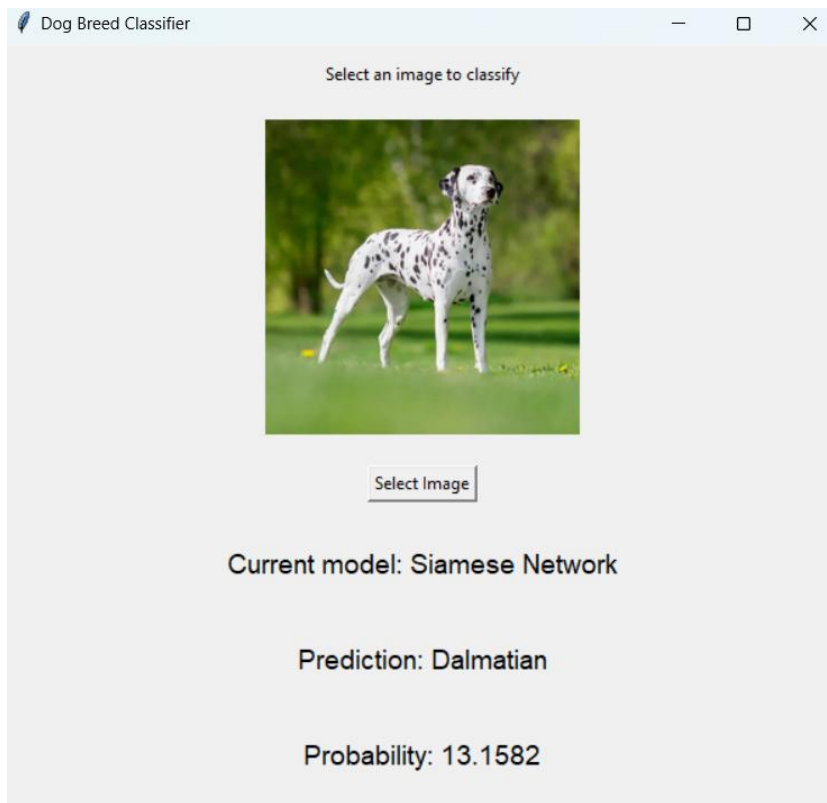 Dog Breed Classifier
Select an image to classify
Select Image
Current model: Siamese Network
Prediction: Dalmatian
Probability: 13.1582